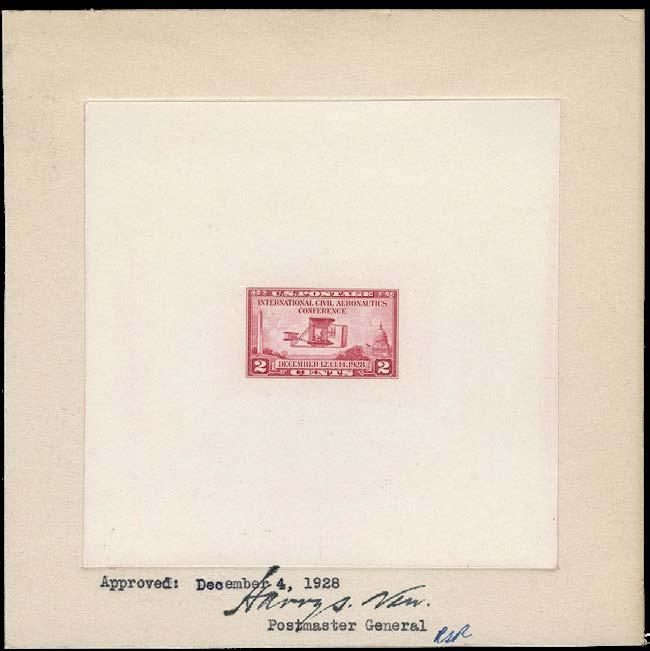 U.S. POSTAGE
INTERNATIONAL CIVIL AERONAUTICS
CONFERENCE
2 DECEMBER 12.13.14.1928 2
CENTS
Approved: December 4, 1928
Harry S. New.
Postmaster General
RSR